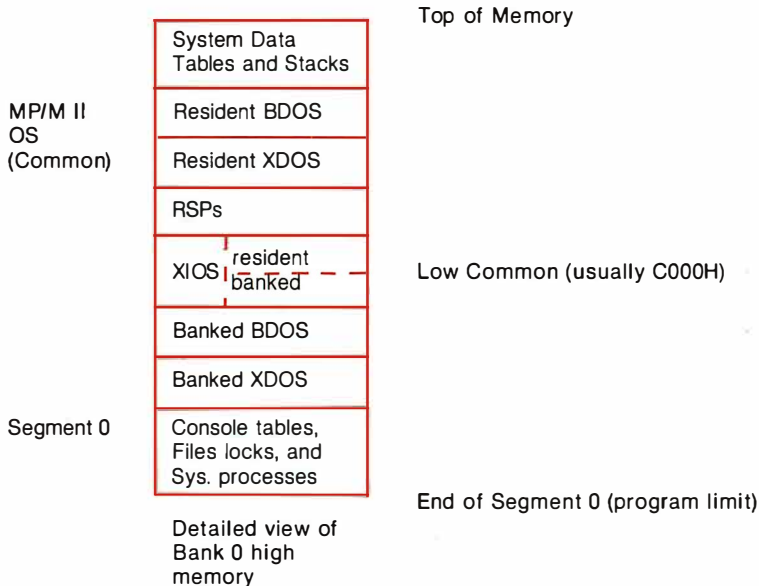 Top of Memory
System Data
Tables and Stacks
MP/M II
OS
(Common)
Resident BDOS
Resident XDOS
RSPs
XIOS
resident
banked
Low Common (usually C000H)
Banked BDOS
Banked XDOS
Segment 0
Console tables,
Files locks, and
Sys. processes
End of Segment 0 (program limit)
Detailed view of
Bank 0 high
memory